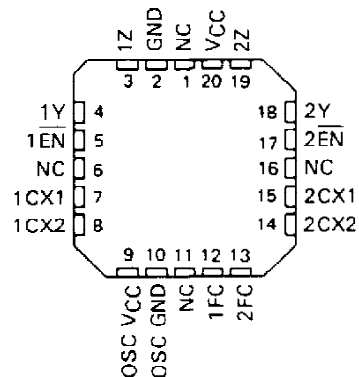 1Z GND NC VCC 2Z
3 2 1 20 19
1Y 4 18 2Y
1EN 5 17 2EN
NC 6 16 NC
1CX1 7 15 2CX1
1CX2 8 14 2CX2
9 10 11 12 13
OSC VCC OSC GND NC 1FC 2FC